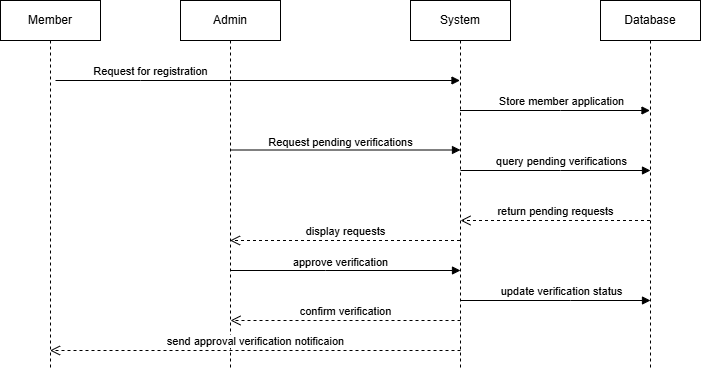 Member
Admin
System
Database
Request for registration
Store member application
Request pending verifications
query pending verifications
return pending requests
display requests
approve verification
update verification status
confirm verification
send approval verification notificaion